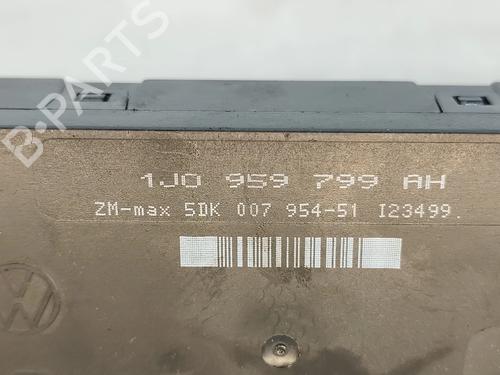 1J0 959 799 AH
ZM-max 5DK 007 954-51 I23499.
B-PARTS